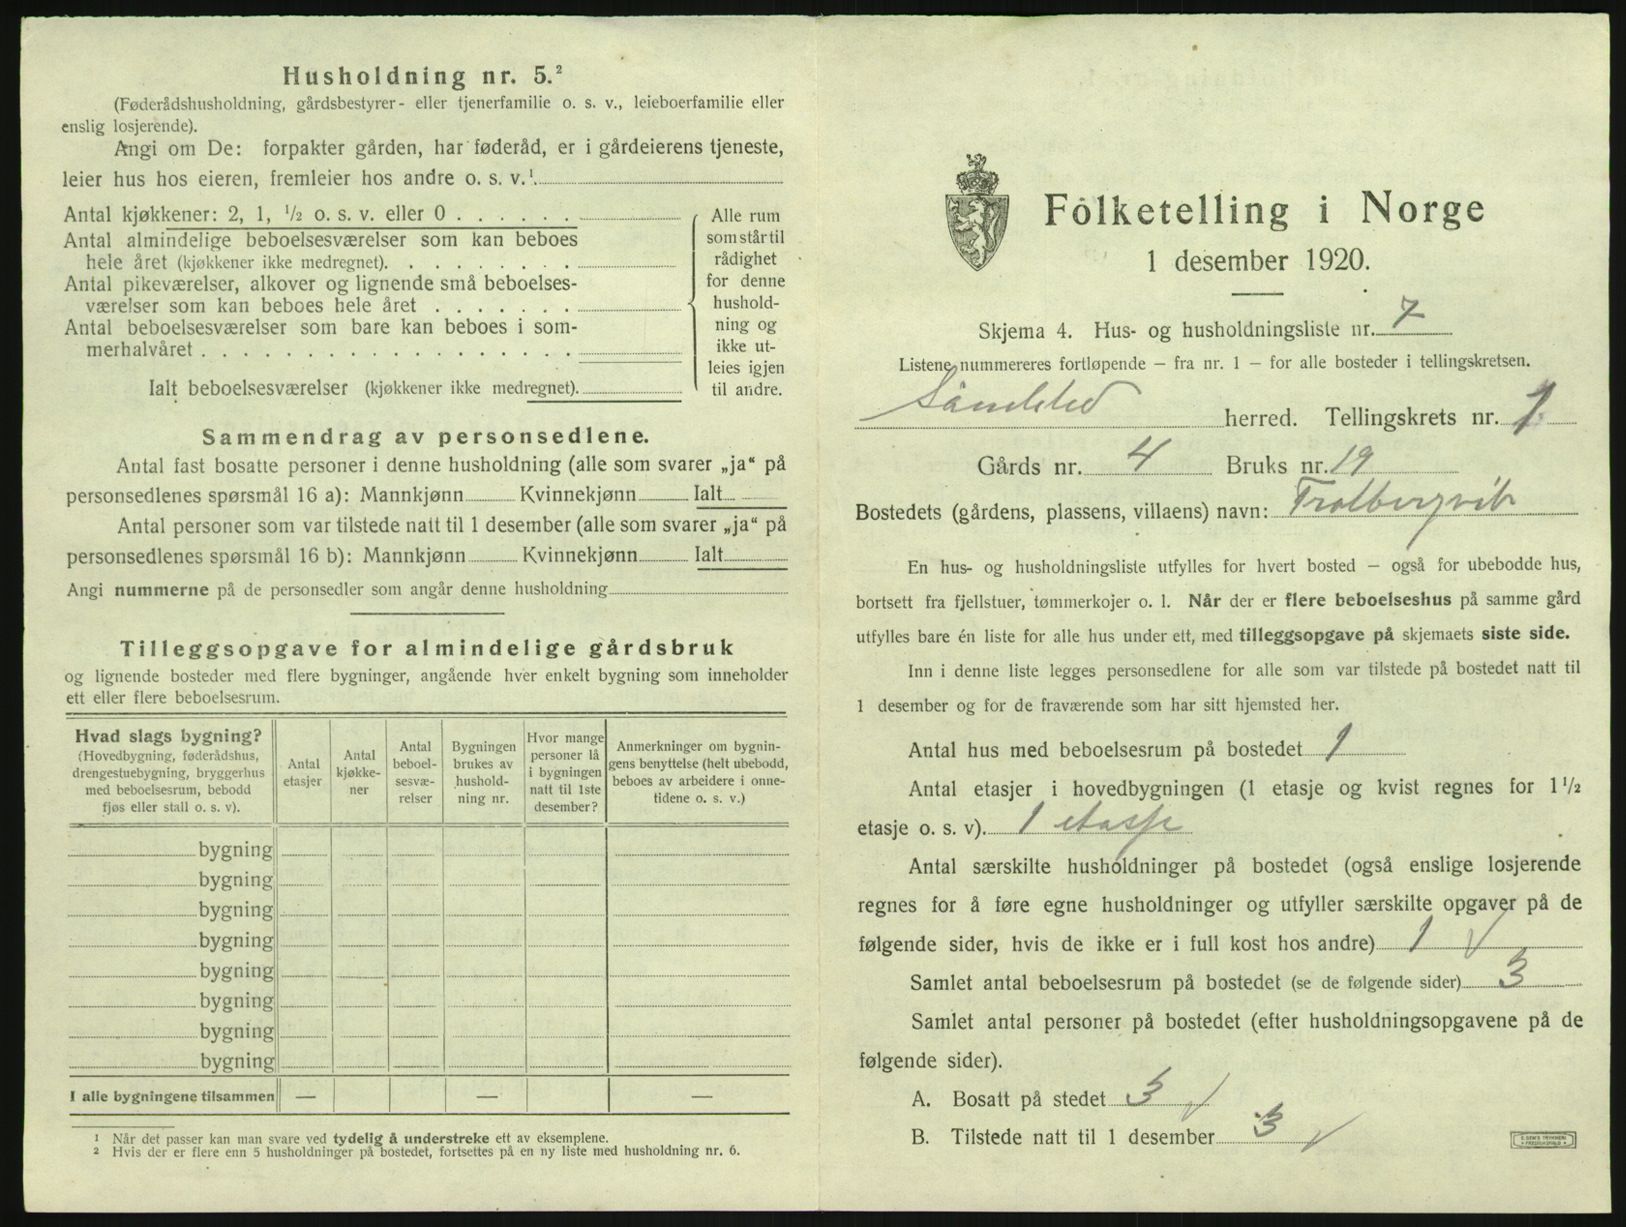 Husholdning nr. 5.²
(Føderådshusholdning, gårdsbestyrer- eller tjenerfamilie o. s. v., leieboerfamilie eller
enslig losjerende).
Angi om De: forpakter gården, har føderåd, er i gårdeierens tjeneste,
leier hus hos eieren, fremleier hos andre o. s. v.¹
Antal kjøkkener: 2, 1, ½ o. s. v. eller 0
Antal almindelige beboelsesværelser som kan beboes
hele året (kjøkkener ikke medregnet).
Antal pikeværelser, alkover og lignende små beboelses-
værelser som kan beboes hele året
Antal beboelsesværelser som bare kan beboes i som-
merhalvåret
Ialt beboelsesværelser (kjøkkener ikke medregnet).
Alle rum
som står til
rådighet
for denne
hushold-
ning og
ikke ut-
leies igjen
til andre.
Sammendrag av personsedlene.
Antal fast bosatte personer i denne husholdning (alle som svarer „ja“ på
personsedlenes spørsmål 16 a): Mannkjønn Kvinnekjønn Ialt
Antal personer som var tilstede natt til 1 desember (alle som svarer „ja“ på
personsedlenes spørsmål 16 b): Mannkjønn Kvinnekjønn Ialt
Angi nummerne på de personsedler som angår denne husholdning
Tilleggsopgave for almindelige gårdsbruk
og lignende bosteder med flere bygninger, angående hver enkelt bygning som inneholder
ett eller flere beboelsesrum.
Hvad slags bygning?
(Hovedbygning, føderådshus,
drengestuebygning, bryggerhus
med beboelsesrum, bebodd
fjøs eller stall o. s. v).
Antal
etasjer
Antal
kjøkke-
ner
Antal
beboel-
sesvæ-
relser
Bygningen
brukes av
hushold-
ning nr.
Hvor mange
personer lå
i bygningen
natt til 1ste
desember?
Anmerkninger om bygnin-
gens benyttelse (helt ubebodd,
beboes av arbeidere i onne-
tidene o. s. v.)
bygning
bygning
bygning
bygning
bygning
bygning
bygning
bygning
I alle bygningene tilsammen — — —
¹ Når det passer kan man svare ved tydelig å understreke ett av eksemplene.
² Hvis der er flere enn 5 husholdninger på bostedet, fortsettes på en ny liste med husholdning nr. 6.
Folketelling i Norge
1 desember 1920.
Skjema 4. Hus- og husholdningsliste nr. 7
Listene nummereres fortløpende — fra nr. 1 — for alle bosteder i tellingskretsen.
herred. Tellingskrets nr. 1
Gårds nr. 4 Bruks nr. 19
Bostedets (gårdens, plassens, villaens) navn: Trolbergvik
En hus- og husholdningsliste utfylles for hvert bosted — også for ubebodde hus,
bortsett fra fjellstuer, tømmerkojer o. l. Når der er flere beboelseshus på samme gård
utfylles bare én liste for alle hus under ett, med tilleggsopgave på skjemaets siste side.
Inn i denne liste legges personsedlene for alle som var tilstede på bostedet natt til
1 desember og for de fraværende som har sitt hjemsted her.
Antal hus med beboelsesrum på bostedet 1
Antal etasjer i hovedbygningen (1 etasje og kvist regnes for 1½
etasje o. s. v). 1 etasje
Antal særskilte husholdninger på bostedet (også enslige losjerende
regnes for å føre egne husholdninger og utfyller særskilte opgaver på de
følgende sider, hvis de ikke er i full kost hos andre) 1 √
Samlet antal beboelsesrum på bostedet (se de følgende sider) 3
Samlet antal personer på bostedet (efter husholdningsopgavene på de
følgende sider).
A. Bosatt på stedet 3 √
B. Tilstede natt til 1 desember 3 √